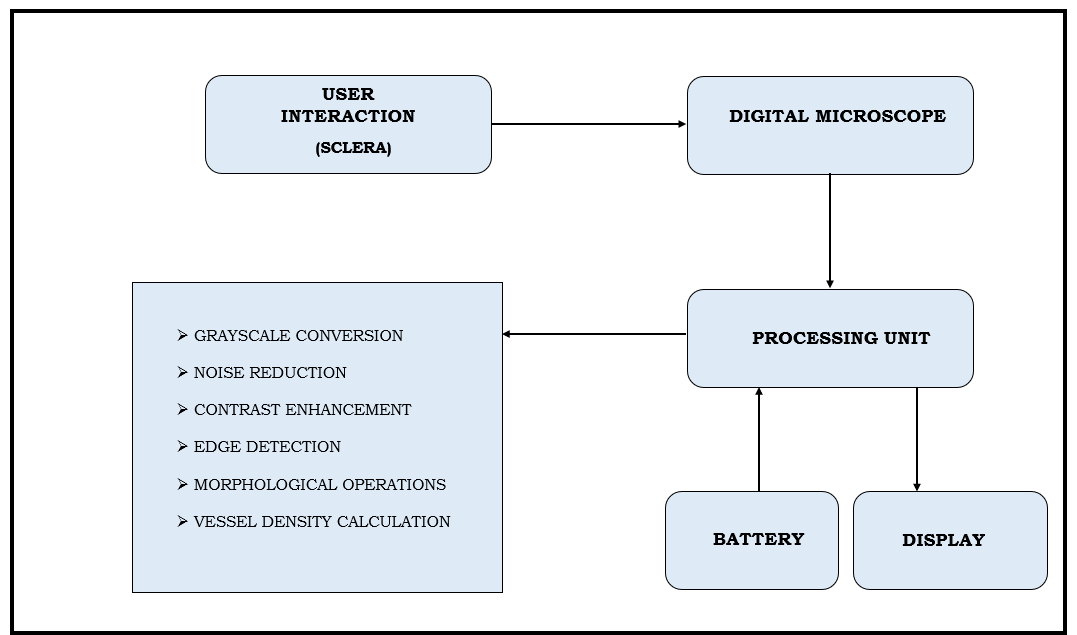 USER
INTERACTION
(SCLERA)
DIGITAL MICROSCOPE
PROCESSING UNIT
➢ GRAYSCALE CONVERSION
➢ NOISE REDUCTION
➢ CONTRAST ENHANCEMENT
➢ EDGE DETECTION
➢ MORPHOLOGICAL OPERATIONS
➢ VESSEL DENSITY CALCULATION
BATTERY
DISPLAY